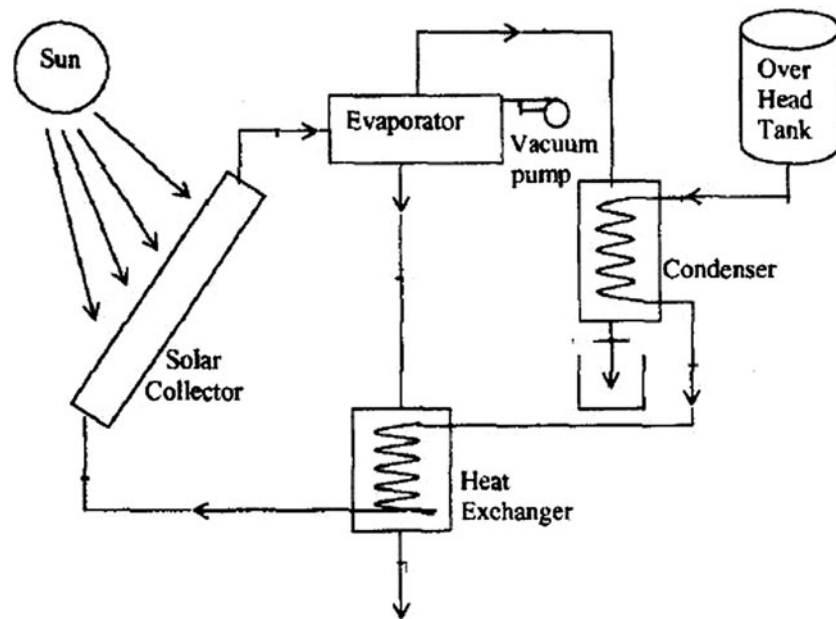 Sun
Evaporator
Vacuum
pump
Over
Head
Tank
Condenser
Solar
Collector
Heat
Exchanger